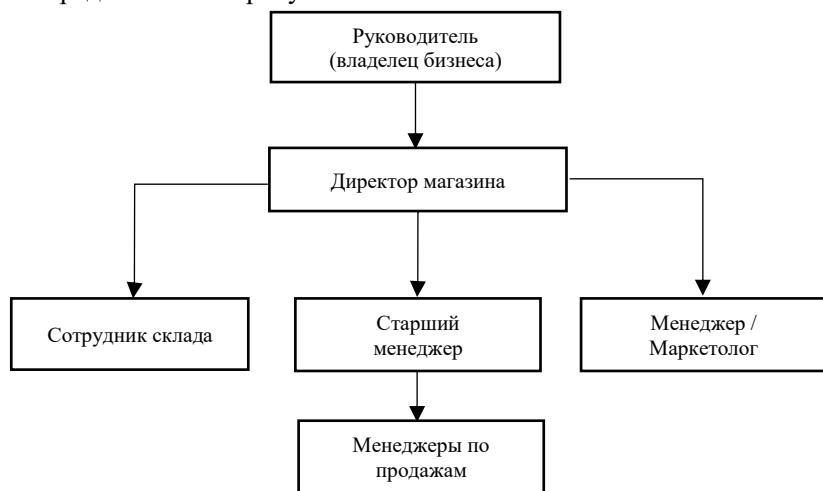 Руководитель
(владелец бизнеса)
Директор магазина
Сотрудник склада
Старший
менеджер
Менеджер /
Маркетолог
Менеджеры по
продажам